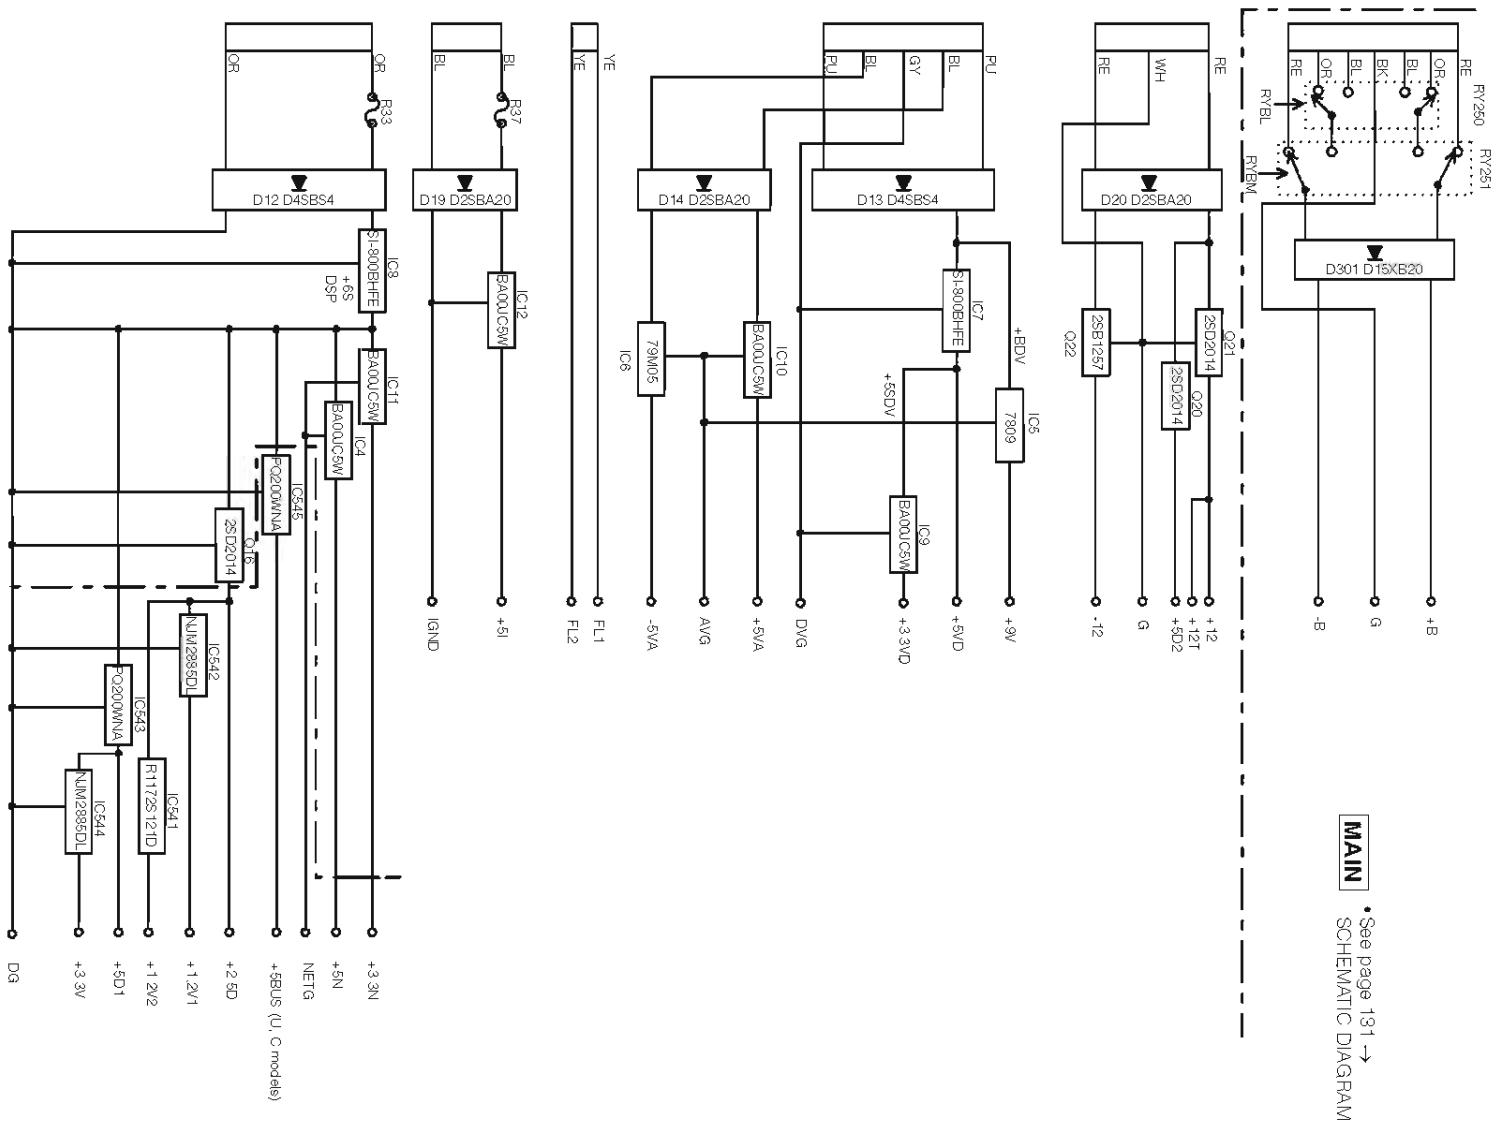 OR
OR
R33
BL
BL
R37
YE
YE
PU
BL
GY
BL
PU
RE
WH
RE
RE
OR
BL
BK
BL
OR
RE
RY250
RYBL
RY251
RYBM
D12 D4SBS4
D19 D2SBA20
D14 D2SBA20
D13 D4SBS4
D20 D2SBA20
D301 D15XB20
SI-800BHFE
IC8
+6S
DSP
BA00JC5W
IC12
BA00JC5W
IC11
BA00JC5W
IC4
PQ200WNA
IC545
2SD2014
Q16
NJM2885DL
IC542
PQ200WNA
IC543
NJM2885DL
IC544
R1172S121D
IC541
79M05
IC6
BA00JC5W
IC10
SI-800BHFE
IC7
+BDV
+5SDV
7809
IC5
BA00JC5W
IC9
2SB1257
Q22
2SD2014
Q21
2SD2014
Q20
IGND
+5I
FL2
FL1
-5VA
AVG
+5VA
DVG
+3.3VD
+5VD
+9V
-12
G
+5D2
+12T
+12
-B
G
+B
DG
+3.3V
+5D1
+1.2V2
+1.2V1
+2.5D
+5BUS (U, C models)
NETG
+5N
+3.3N
MAIN
• See page 131 →
SCHEMATIC DIAGRAM